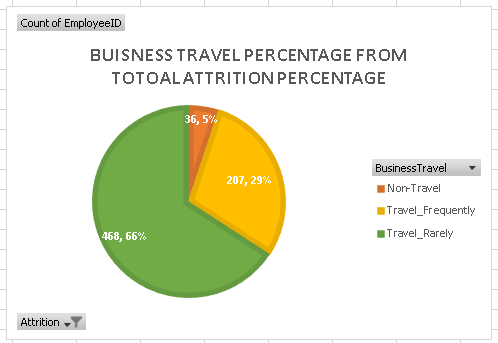 Count of EmployeeID
BUISNESS TRAVEL PERCENTAGE FROM
TOTOAL ATTRITION PERCENTAGE
36, 5%
207, 29%
468, 66%
BusinessTravel
Non-Travel
Travel_Frequently
Travel_Rarely
Attrition